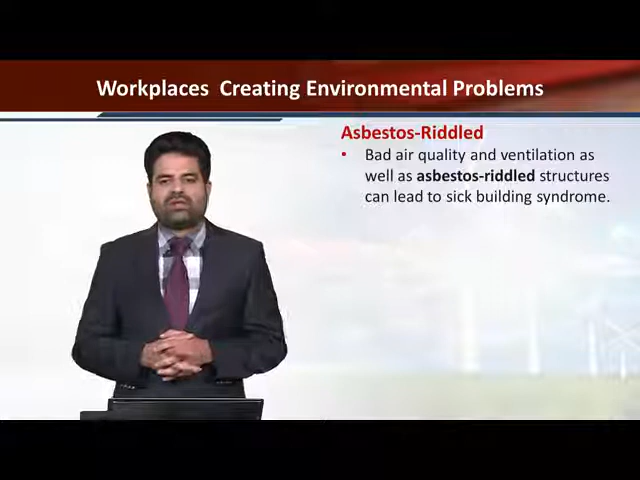 Workplaces Creating Environmental Problems
Asbestos-Riddled
• Bad air quality and ventilation as
well as asbestos-riddled structures
can lead to sick building syndrome.